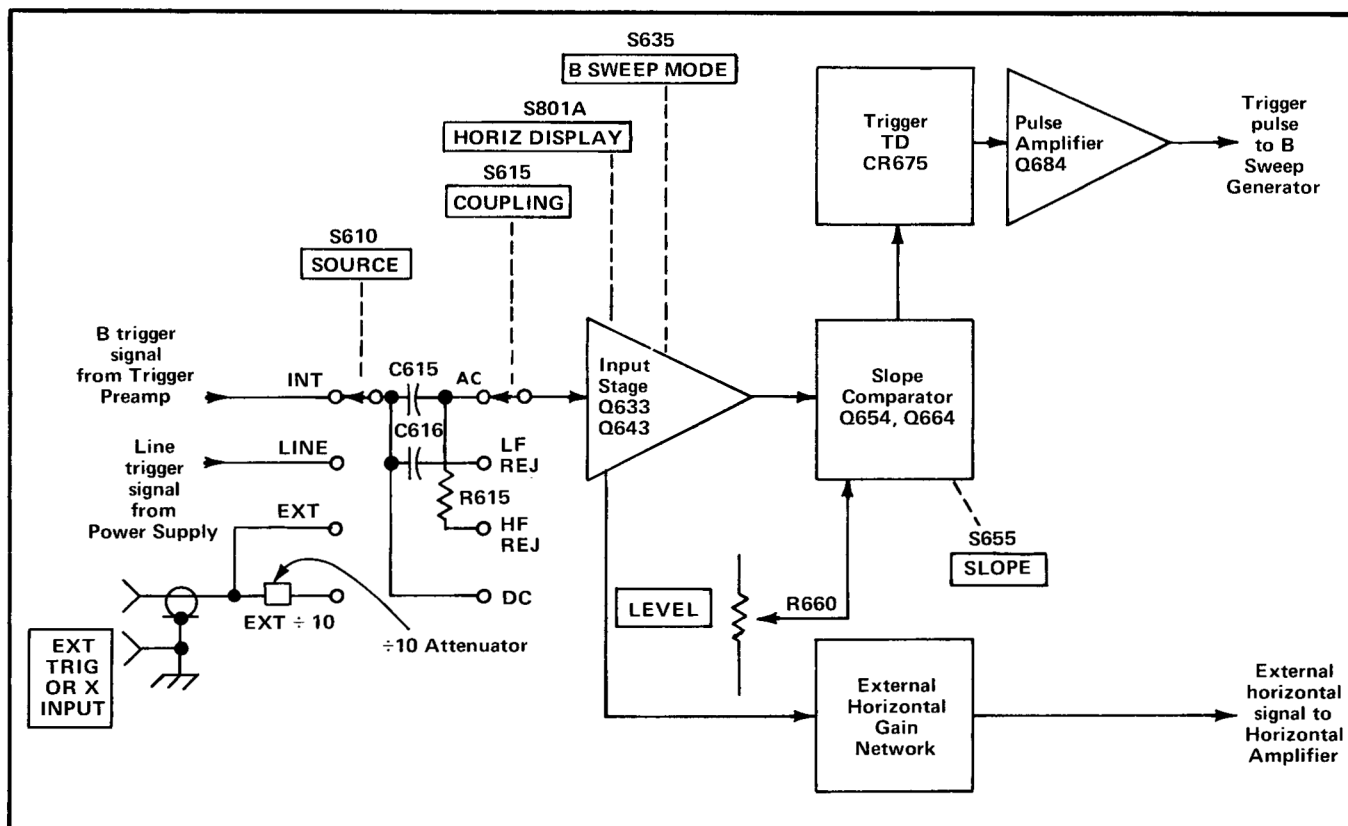 S635
B SWEEP MODE
S801A
HORIZ DISPLAY
S615
COUPLING
S610
SOURCE
Trigger
TD
CR675
Pulse
Amplifier
Q684
Trigger
pulse
to B
Sweep
Generator
B trigger
signal
from Trigger
Preamp
INT
C615
AC
Input
Stage
Q633
Q643
Slope
Comparator
Q654, Q664
Line
trigger
signal
from
Power Supply
LINE
C616
LF
REJ
R615
EXT
HF
REJ
S655
SLOPE
DC
EXT ÷ 10
÷10 Attenuator
EXT
TRIG
OR X
INPUT
LEVEL
R660
External
Horizontal
Gain
Network
External
horizontal
signal to
Horizontal
Amplifier